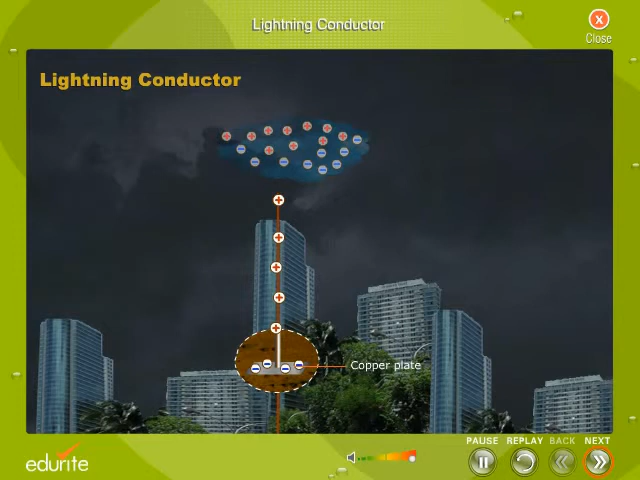 Lightning Conductor
x
Close
Lightning Conductor
Copper plate
PAUSE REPLAY BACK NEXT
edurite